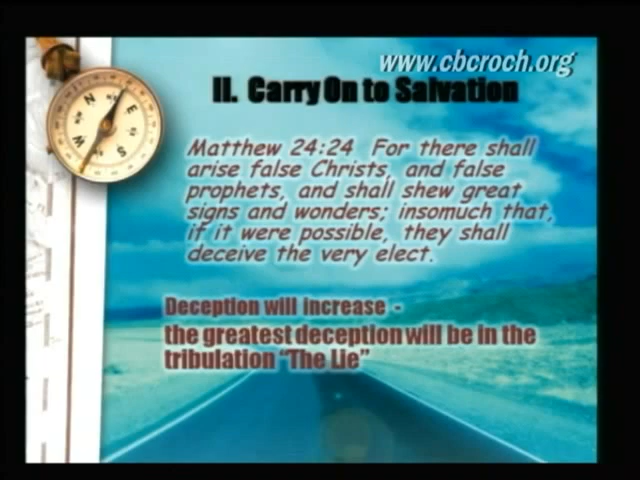 www.cbcroch.org
II. Carry On to Salvation
N
E
W
S
Matthew 24:24 For there shall
arise false Christs, and false
prophets, and shall shew great
signs and wonders; insomuch that,
if it were possible, they shall
deceive the very elect.
Deception will increase -
the greatest deception will be in the
tribulation "The Lie"